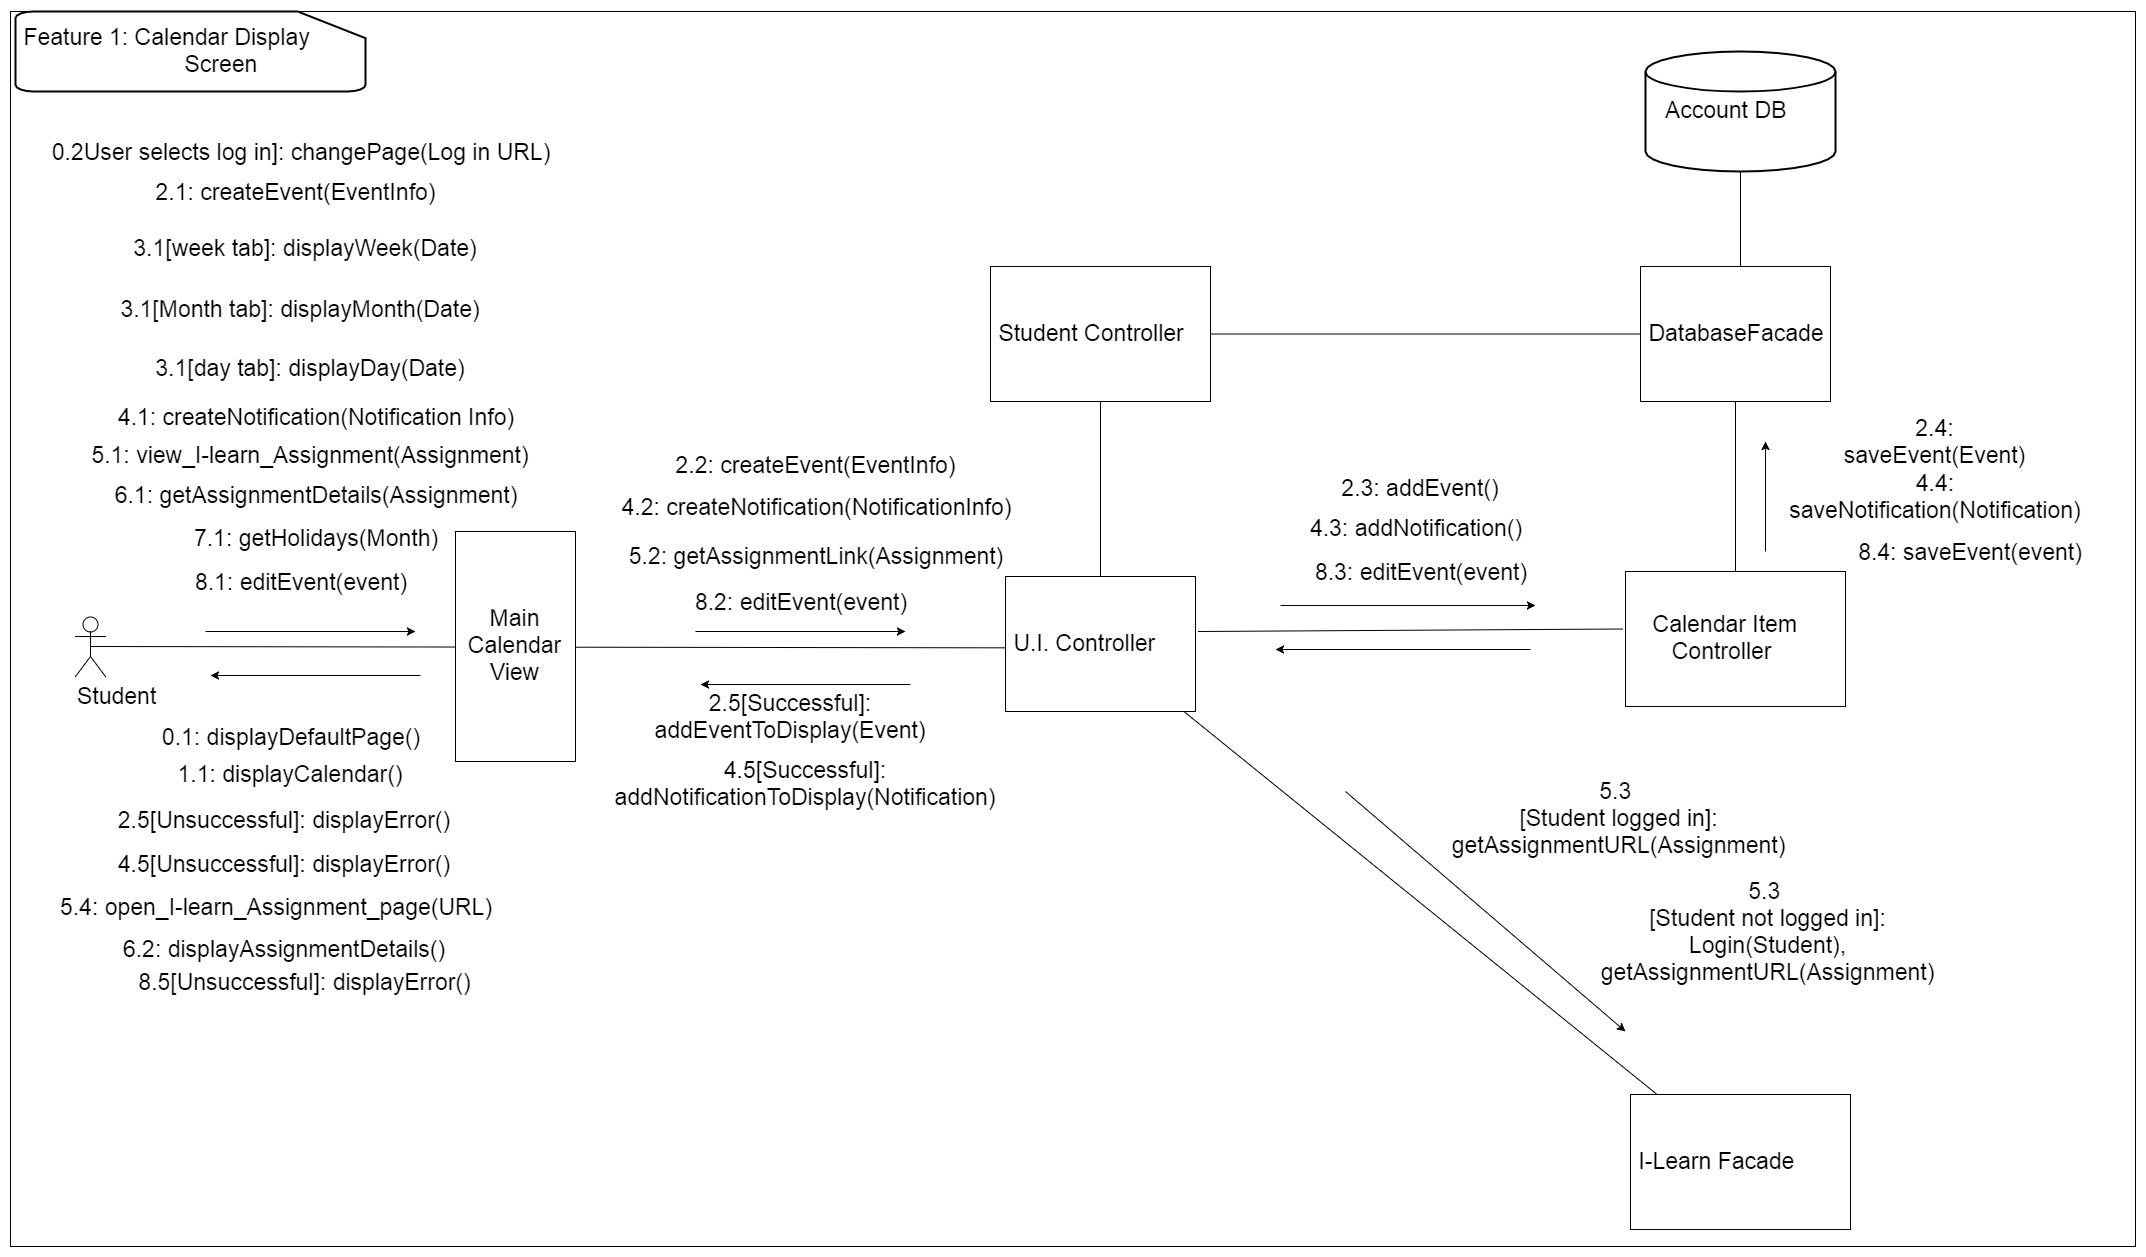 Feature 1: Calendar Display
Screen
Account DB
0.2User selects log in]: changePage(Log in URL)
2.1: createEvent(EventInfo)
3.1[week tab]: displayWeek(Date)
3.1[Month tab]: displayMonth(Date)
3.1[day tab]: displayDay(Date)
4.1: createNotification(Notification Info)
5.1: view_I-learn_Assignment(Assignment)
6.1: getAssignmentDetails(Assignment)
7.1: getHolidays(Month)
8.1: editEvent(event)
Student
Main
Calendar
View
0.1: displayDefaultPage()
1.1: displayCalendar()
2.5[Unsuccessful]: displayError()
4.5[Unsuccessful]: displayError()
5.4: open_I-learn_Assignment_page(URL)
6.2: displayAssignmentDetails()
8.5[Unsuccessful]: displayError()
2.2: createEvent(EventInfo)
4.2: createNotification(NotificationInfo)
5.2: getAssignmentLink(Assignment)
8.2: editEvent(event)
2.5[Successful]:
addEventToDisplay(Event)
4.5[Successful]:
addNotificationToDisplay(Notification)
Student Controller
DatabaseFacade
U.I. Controller
2.3: addEvent()
4.3: addNotification()
8.3: editEvent(event)
2.4:
saveEvent(Event)
4.4:
saveNotification(Notification)
8.4: saveEvent(event)
Calendar Item
Controller
5.3
[Student logged in]:
getAssignmentURL(Assignment)
5.3
[Student not logged in]:
Login(Student),
getAssignmentURL(Assignment)
I-Learn Facade